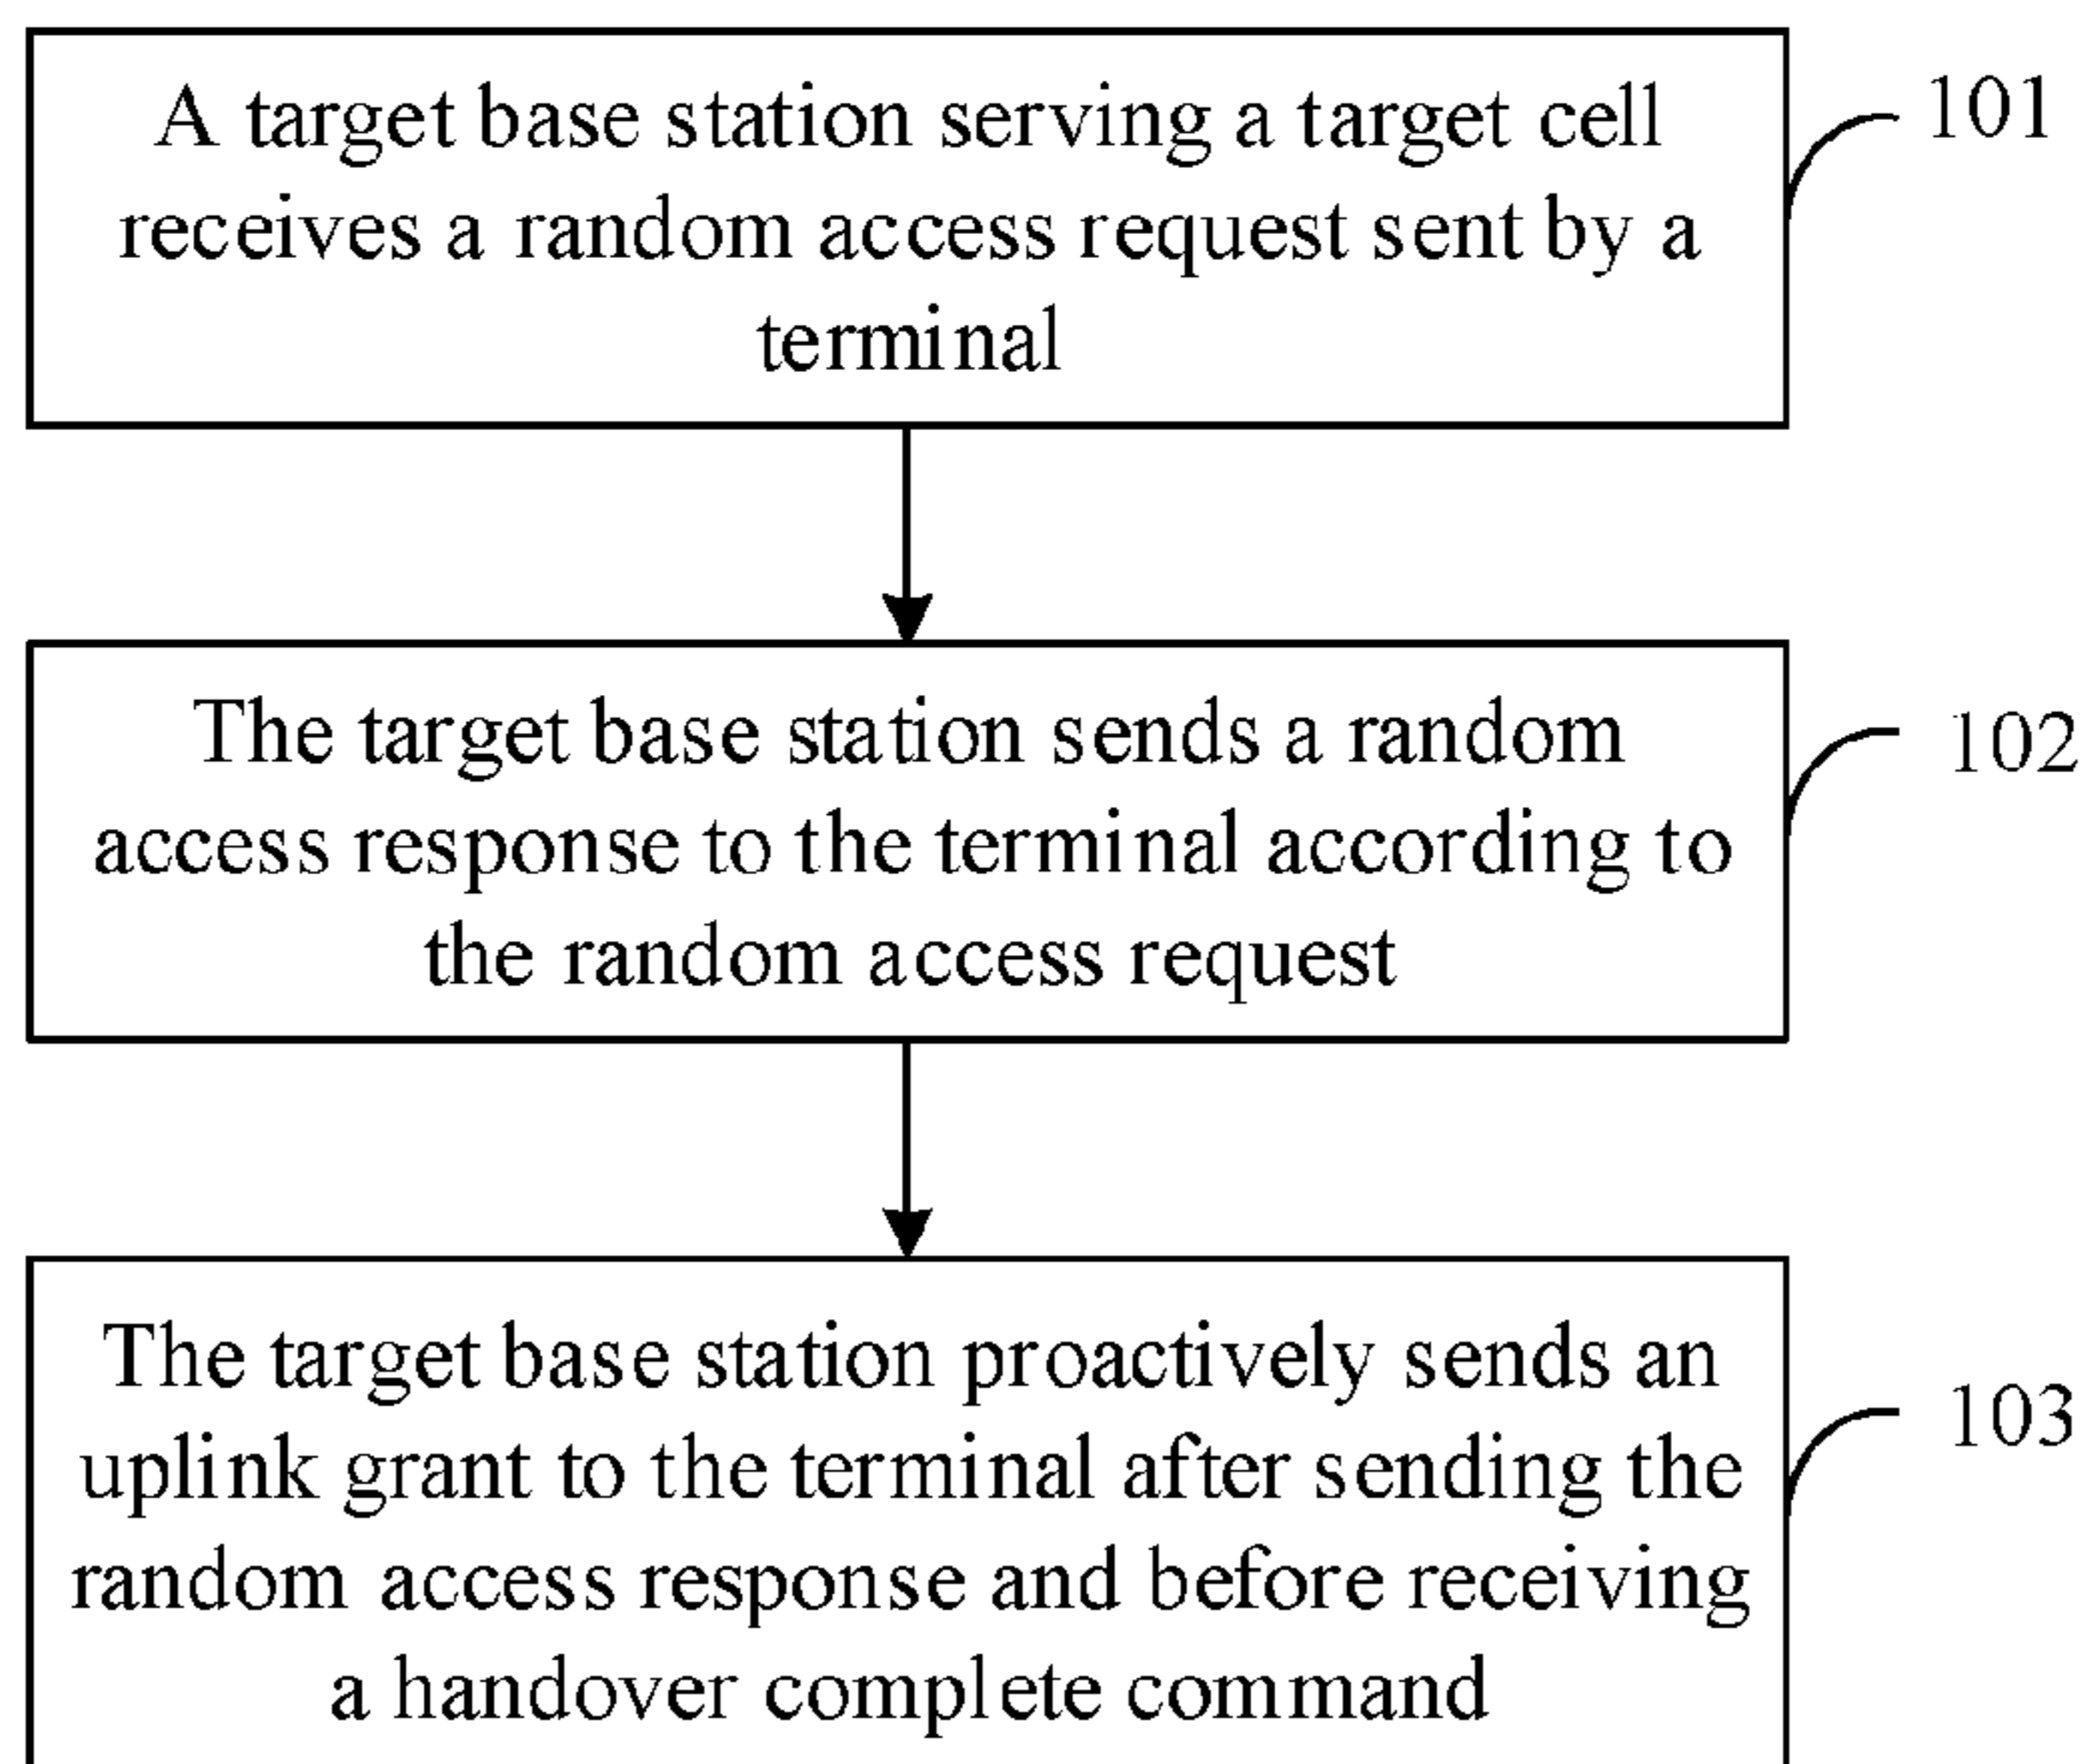 A target base station serving a target cell
receives a random access request sent by a
terminal
101
The target base station sends a random
access response to the terminal according to
the random access request
102
The target base station proactively sends an
uplink grant to the terminal after sending the
random access response and before receiving
a handover complete command
103